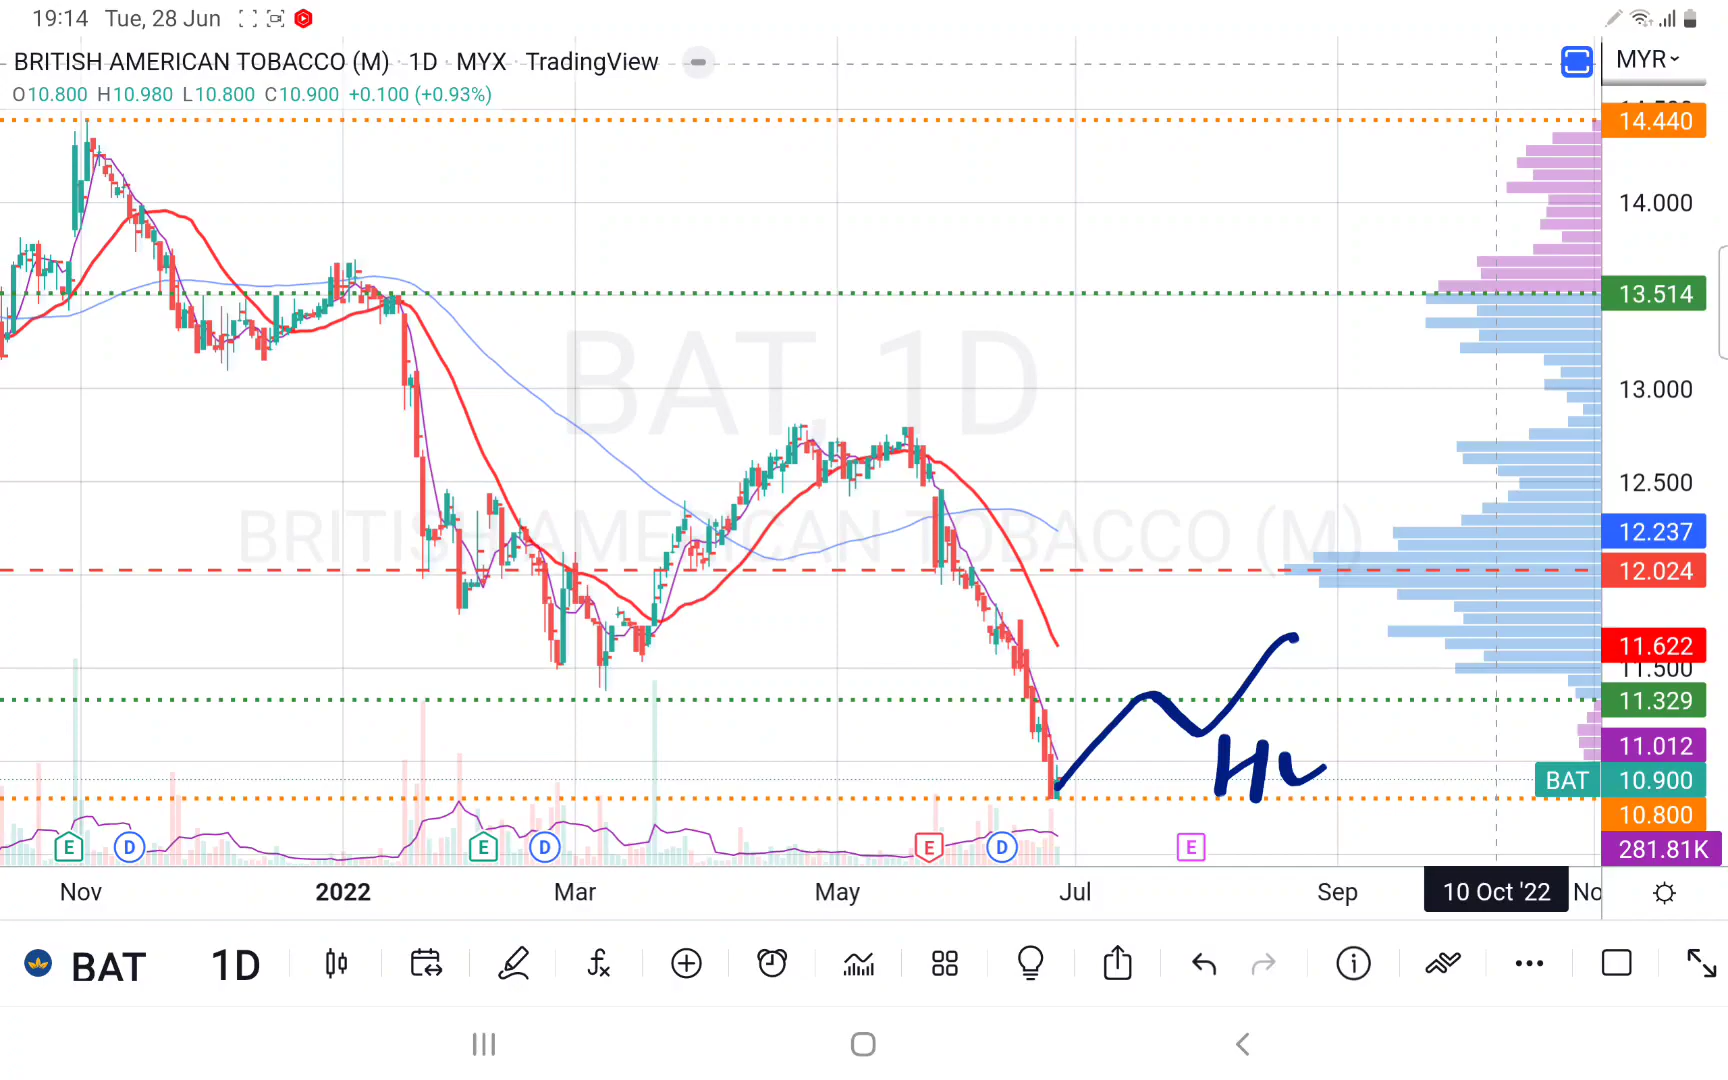 19:14 Tue, 28 Jun
BRITISH AMERICAN TOBACCO (M) · 1D · MYX TradingView
MYR
O10.800 H10.980 L10.800 C10.900 +0.100 (+0.93%)
14.440
14.000
13.514
13.000
BAT, 1D
12.500
BRITISH AMERICAN TOBACCO (M)
12.237
12.024
11.622
11.500
11.329
11.012
HL
BAT 10.900
10.800
E D E D E D E
281.81K
Nov 2022 Mar May Jul Sep 10 Oct '22 No
BAT 1D